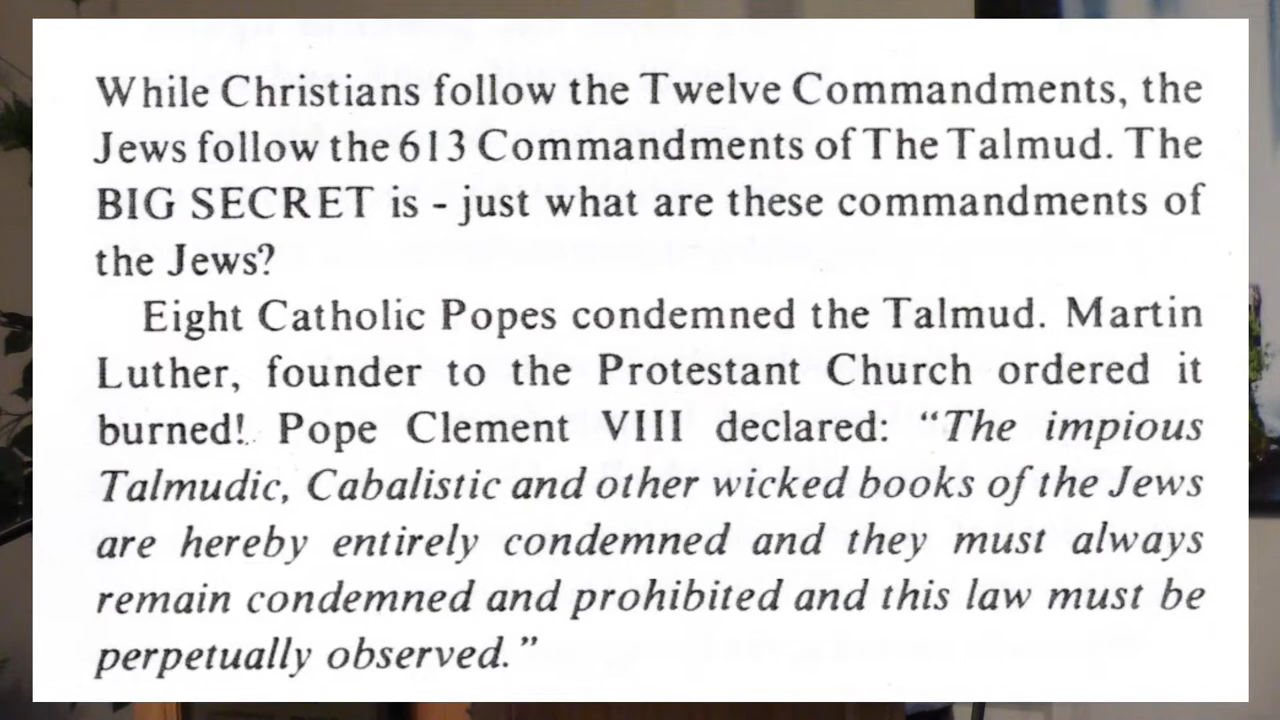 While Christians follow the Twelve Commandments, the
Jews follow the 613 Commandments of The Talmud. The
BIG SECRET is - just what are these commandments of
the Jews?
Eight Catholic Popes condemned the Talmud. Martin
Luther, founder to the Protestant Church ordered it
burned! Pope Clement VIII declared: “The impious
Talmudic, Cabalistic and other wicked books of the Jews
are hereby entirely condemned and they must always
remain condemned and prohibited and this law must be
perpetually observed.”